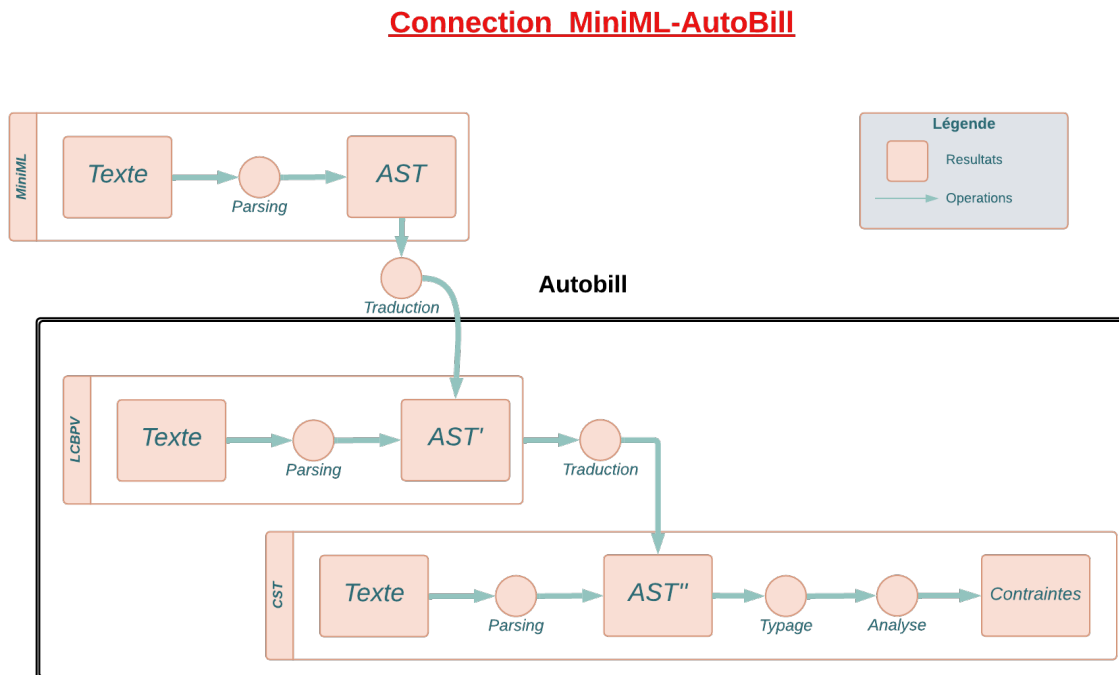 Connection MiniML-AutoBill
Légende
Resultats
Operations
MiniML
Texte
Parsing
AST
Traduction
Autobill
LCBPV
Texte
Parsing
AST'
Traduction
CST
Texte
Parsing
AST"
Typage
Analyse
Contraintes